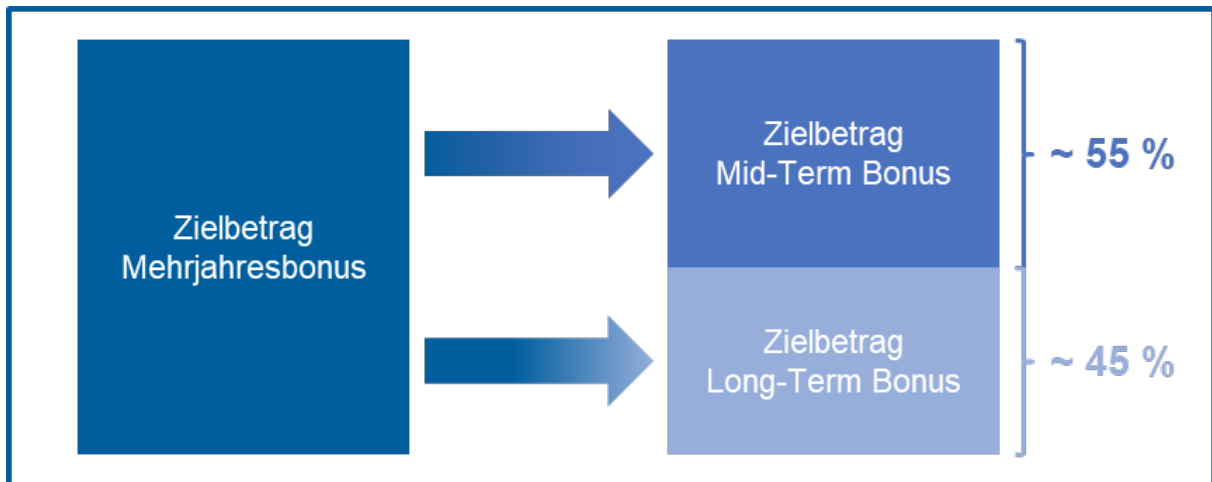 Zielbetrag
Mehrjahresbonus
Zielbetrag
Mid-Term Bonus
~ 55 %
Zielbetrag
Long-Term Bonus
~ 45 %